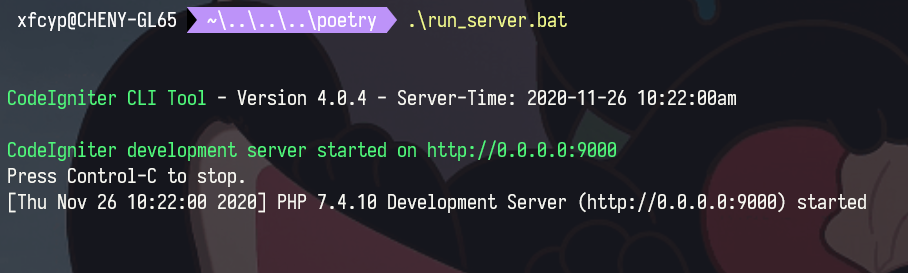 xfcyp@CHENY-GL65 ~\..\..\..\poetry .\run_server.bat
CodeIgniter CLI Tool - Version 4.0.4 - Server-Time: 2020-11-26 10:22:00am
CodeIgniter development server started on http://0.0.0.0:9000
Press Control-C to stop.
[Thu Nov 26 10:22:00 2020] PHP 7.4.10 Development Server (http://0.0.0.0:9000) started